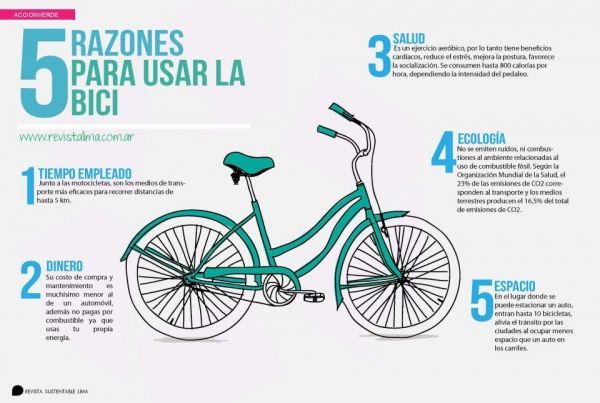 ACCIONVERDE
5 RAZONES
PARA USAR LA
BICI
www.revistalima.com.ar
1 TIEMPO EMPLEADO
Junto a las motocicletas, son los medios de trans-
porte más eficaces para recorrer distancias de
hasta 5 km.
2 DINERO
Su costo de compra y
mantenimiento es
muchísimo menor al
de un automóvil,
además no pagas por
combustible ya que
usas tu propia
energía.
3 SALUD
Es un ejercicio aeróbico, por lo tanto tiene beneficios
cardiacos, reduce el estrés, mejora la postura, favorece
la socialización. Se consumen hasta 800 calorías por
hora, dependiendo la intensidad del pedaleo.
4 ECOLOGÍA
No se emiten ruidos, ni combus-
tiones al ambiente relacionadas al
uso de combustible fósil. Según la
Organización Mundial de la Salud, el
23% de las emisiones de CO2 corre-
sponden al transporte y los medios
terrestres producen el 16,5% del total
de emisiones de CO2.
5 ESPACIO
En el lugar donde se
puede estacionar un auto,
entran hasta 10 bicicletas,
alivia el tránsito por las
ciudades al ocupar menos
espacio que un auto en
los carriles.
REVISTA SUSTENTABLE LIMA